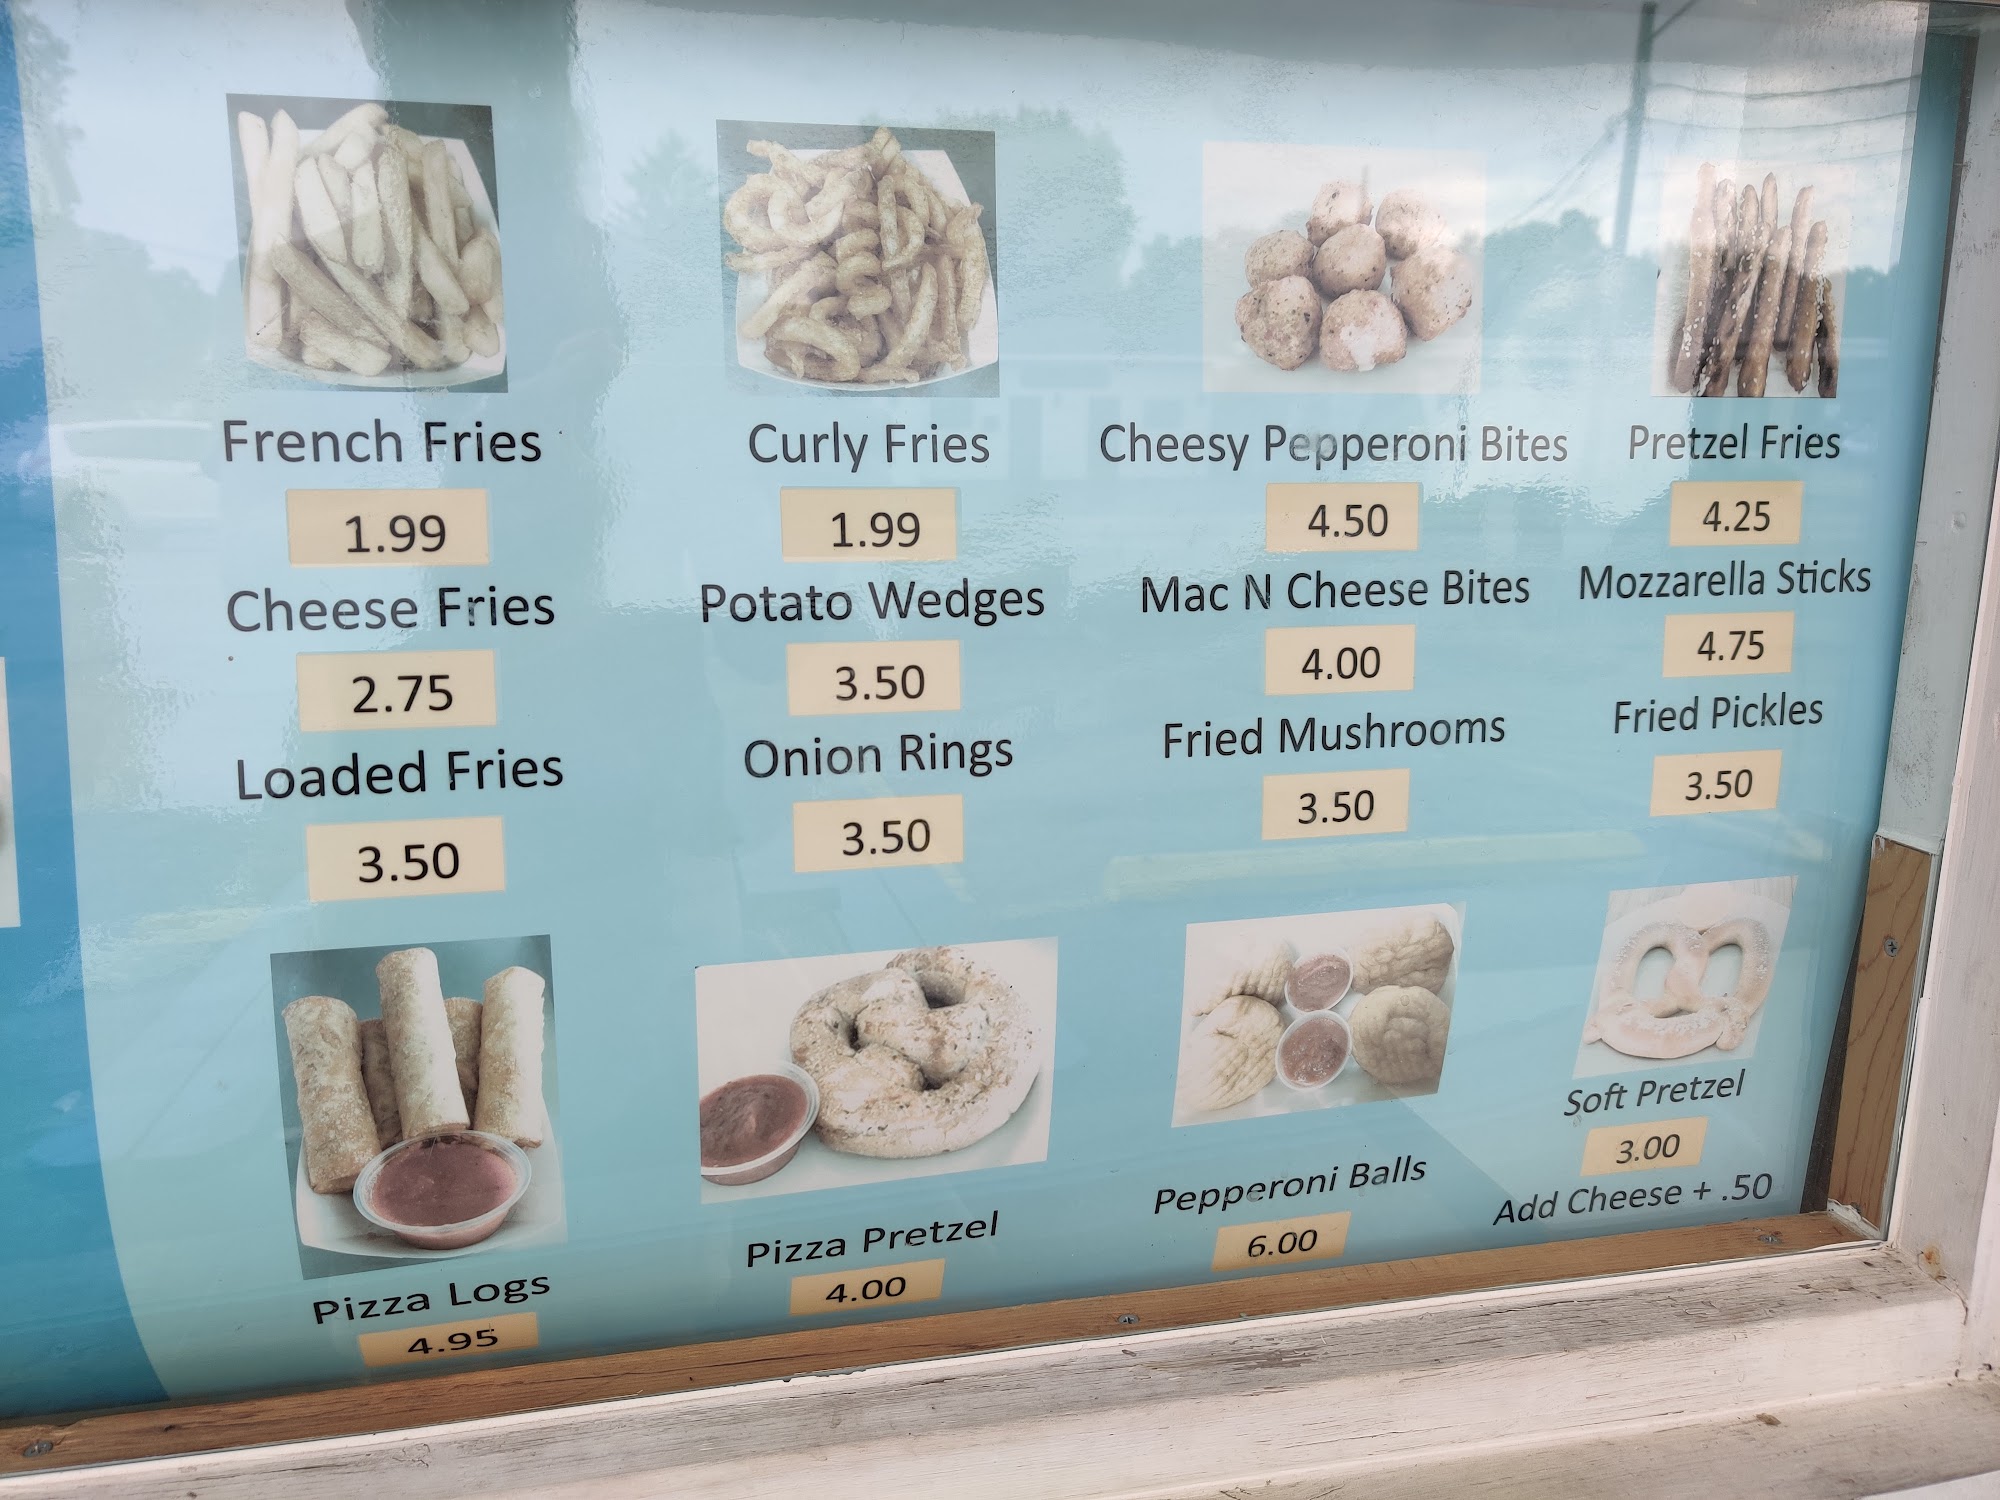 French Fries
1.99
Cheese Fries
2.75
Loaded Fries
3.50
Curly Fries
1.99
Potato Wedges
3.50
Onion Rings
3.50
Cheesy Pepperoni Bites
4.50
Mac N Cheese Bites
4.00
Fried Mushrooms
3.50
Pretzel Fries
4.25
Mozzarella Sticks
4.75
Fried Pickles
3.50
Pizza Logs
4.95
Pizza Pretzel
4.00
Pepperoni Balls
6.00
Soft Pretzel
3.00
Add Cheese + .50